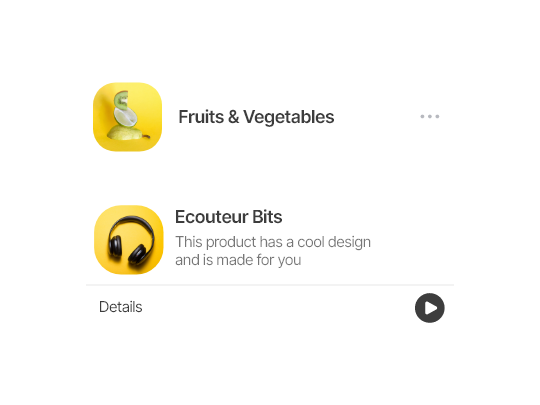 Fruits & Vegetables
Ecouteur Bits
This product has a cool design
and is made for you
Details